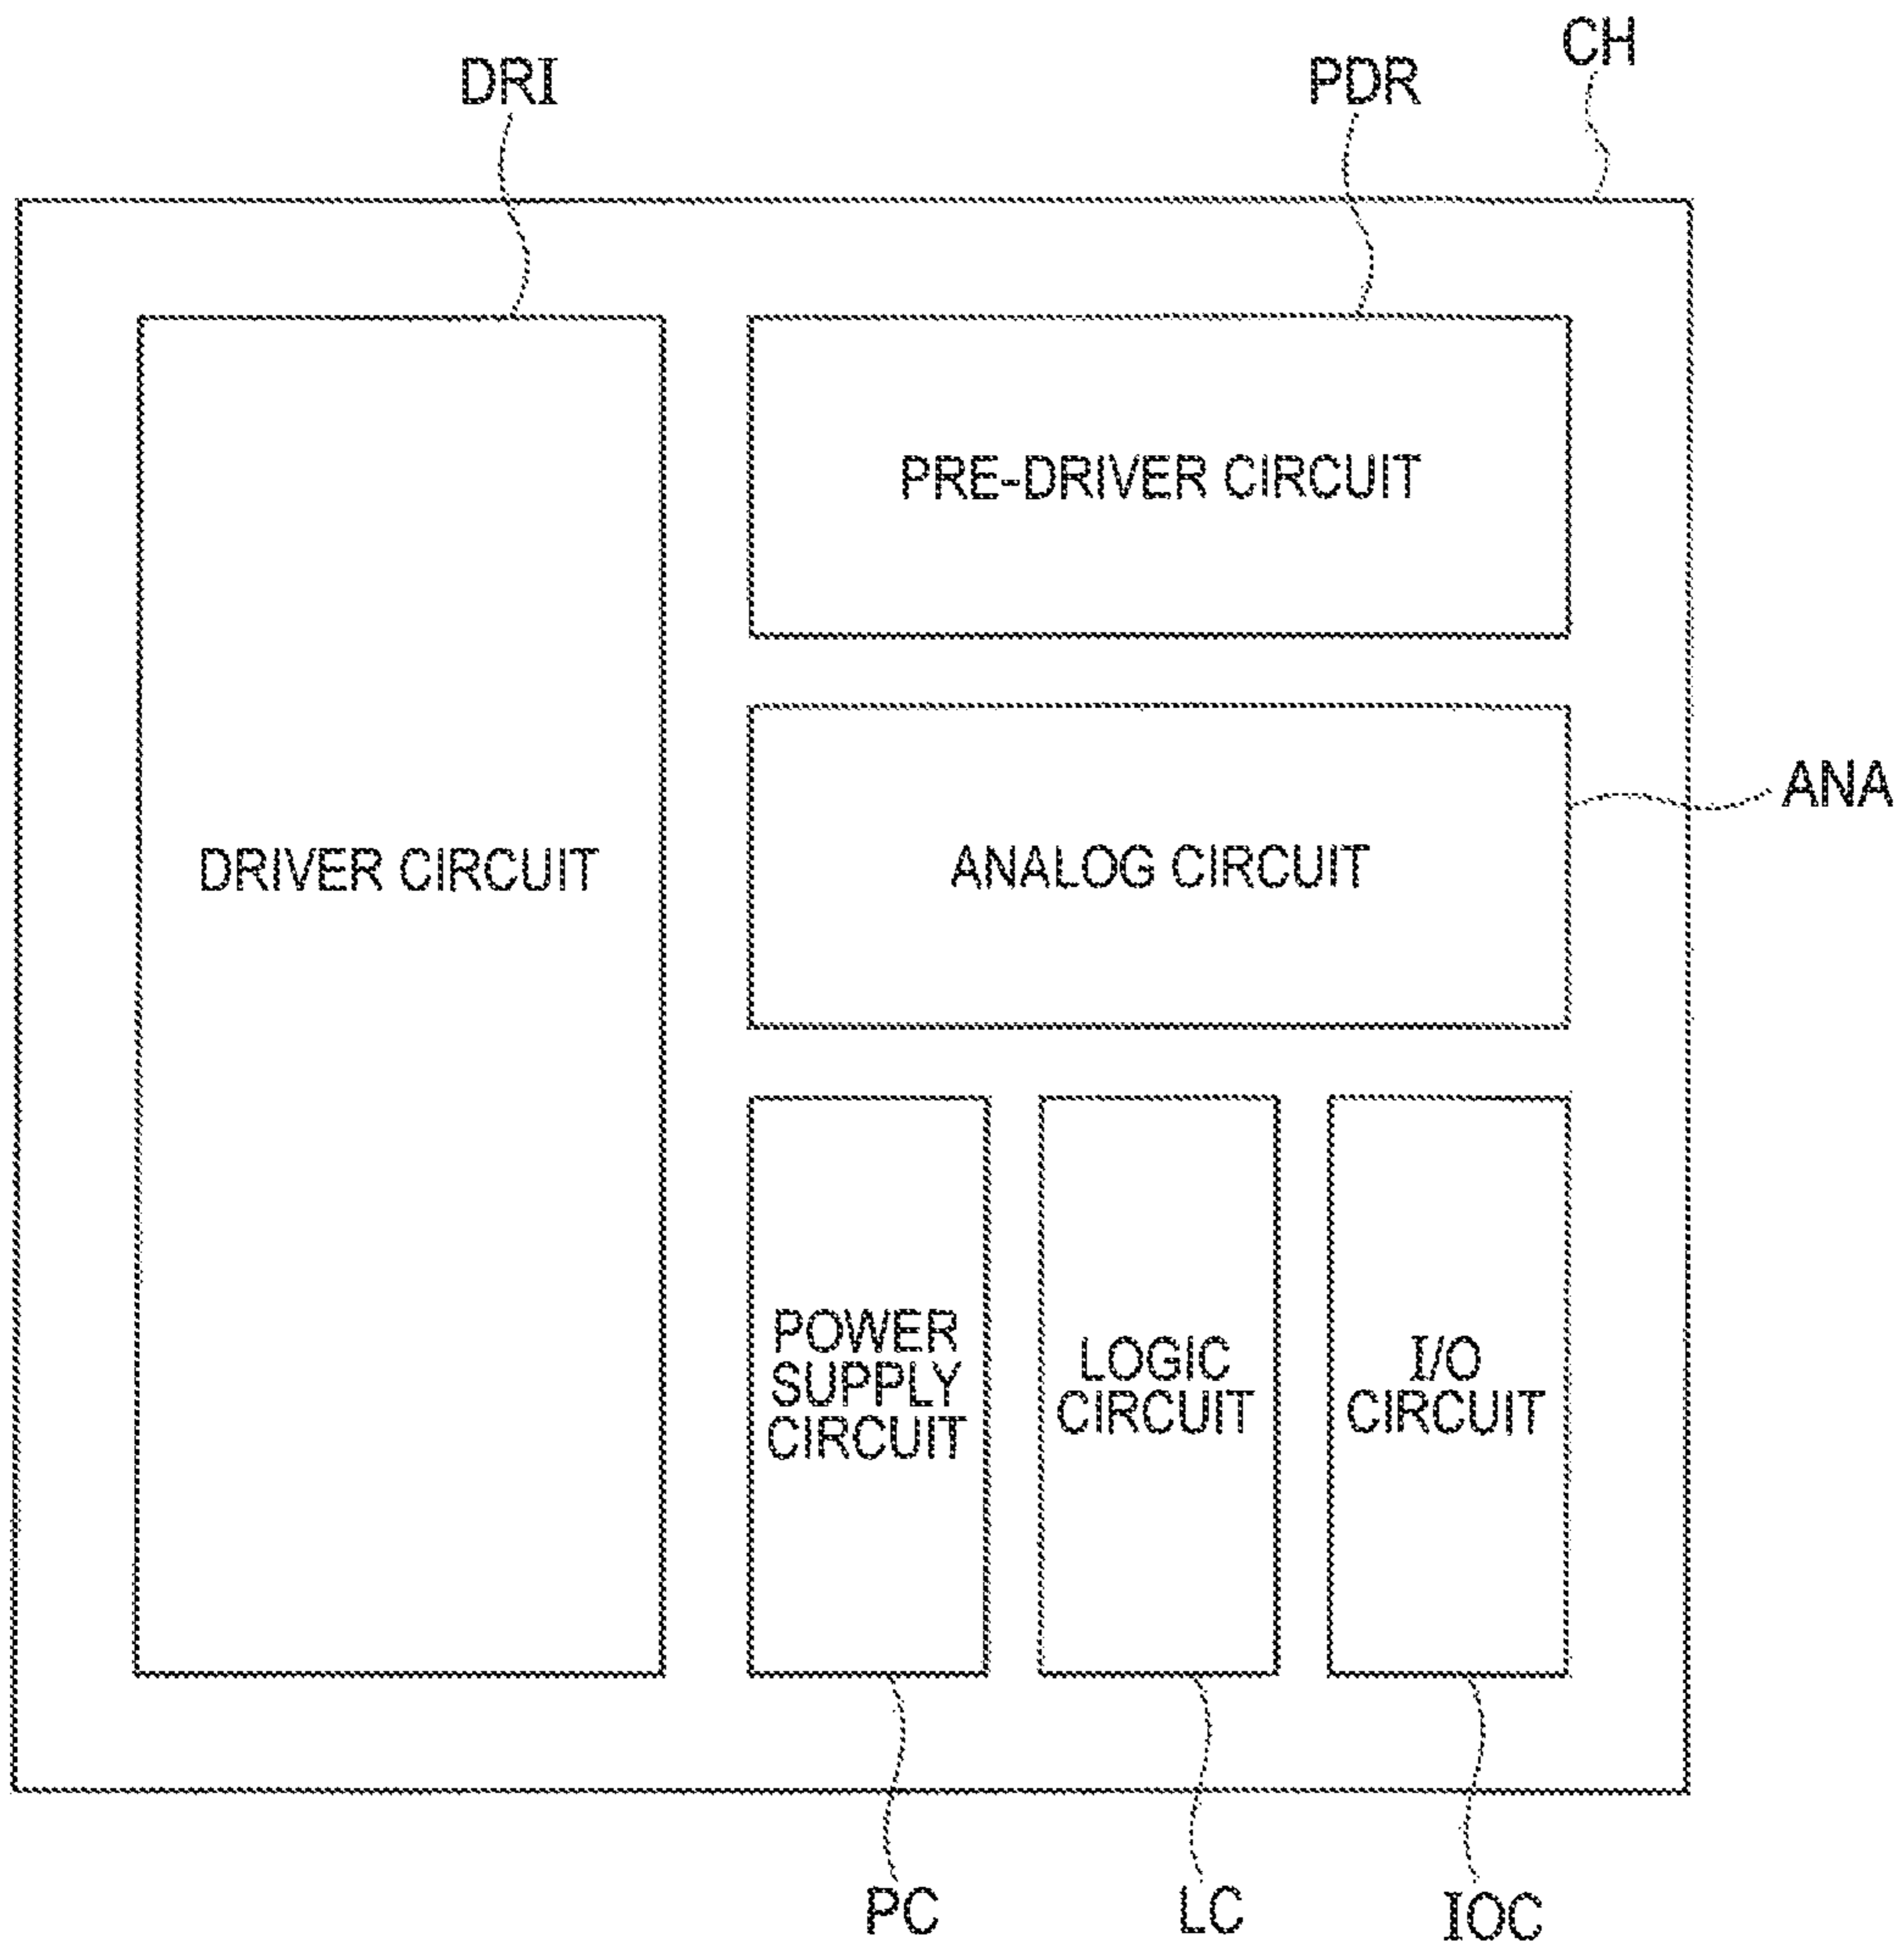 CH
DRI
PDR
PRE-DRIVER CIRCUIT
ANA
DRIVER CIRCUIT
ANALOG CIRCUIT
POWER
SUPPLY
CIRCUIT
LOGIC
CIRCUIT
I/O
CIRCUIT
PC
LC
IOC